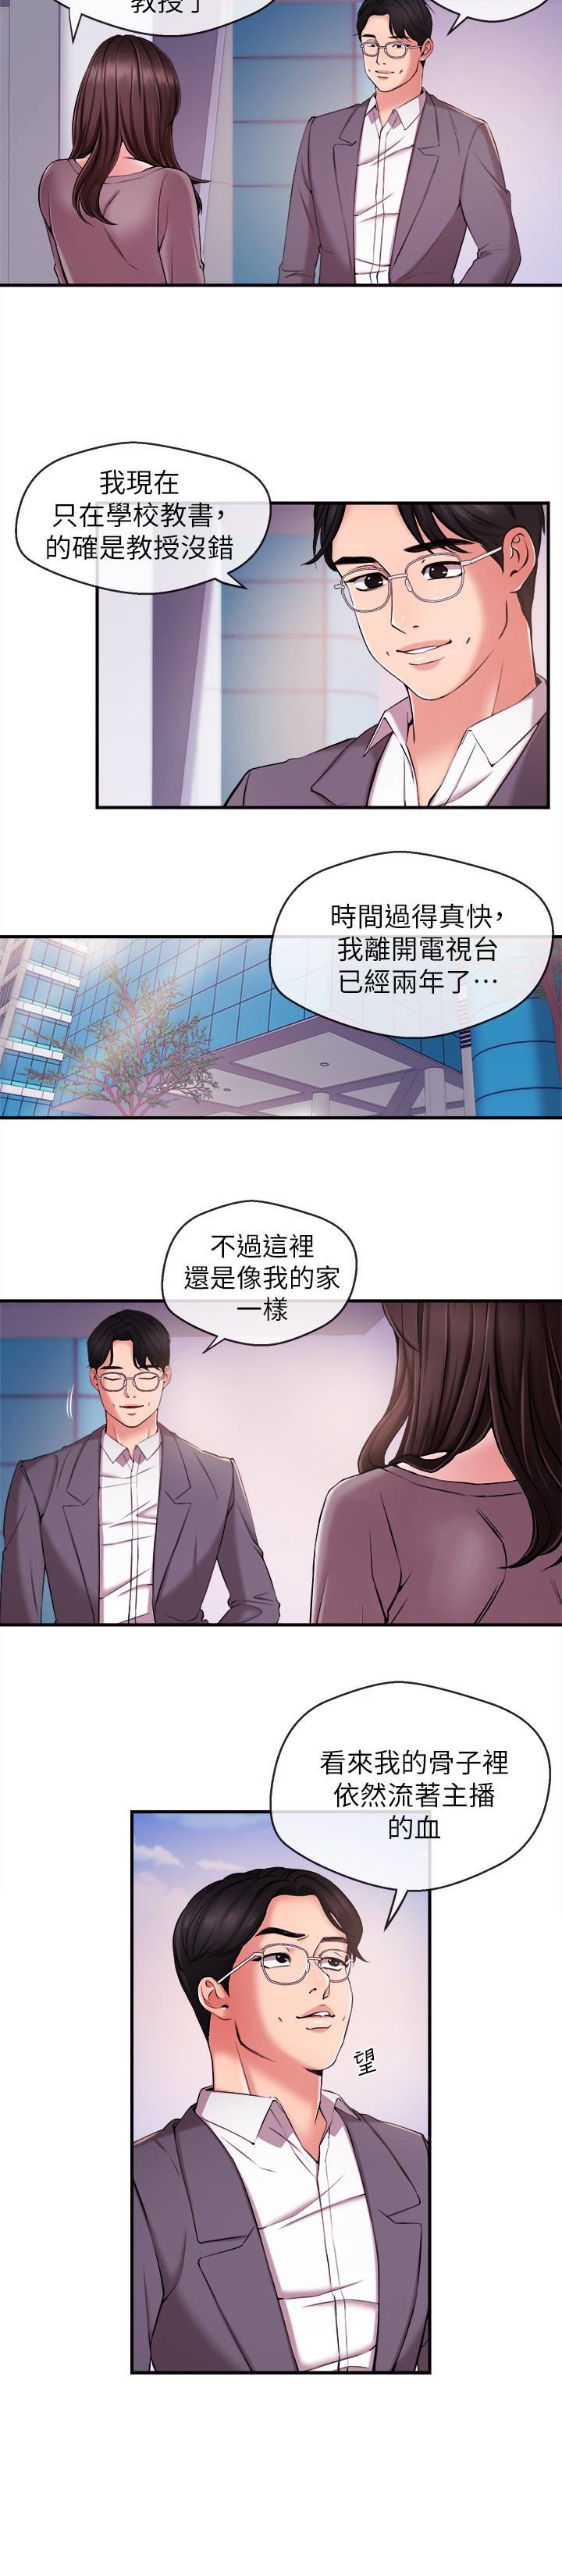 教授了
我現在
只在學校教書，
的確是教授沒錯
時間過得真快，
我離開電視台
已經兩年了⋯
不過這裡
還是像我的家
一樣
看來我的骨子裡
依然流著主播
的血
望